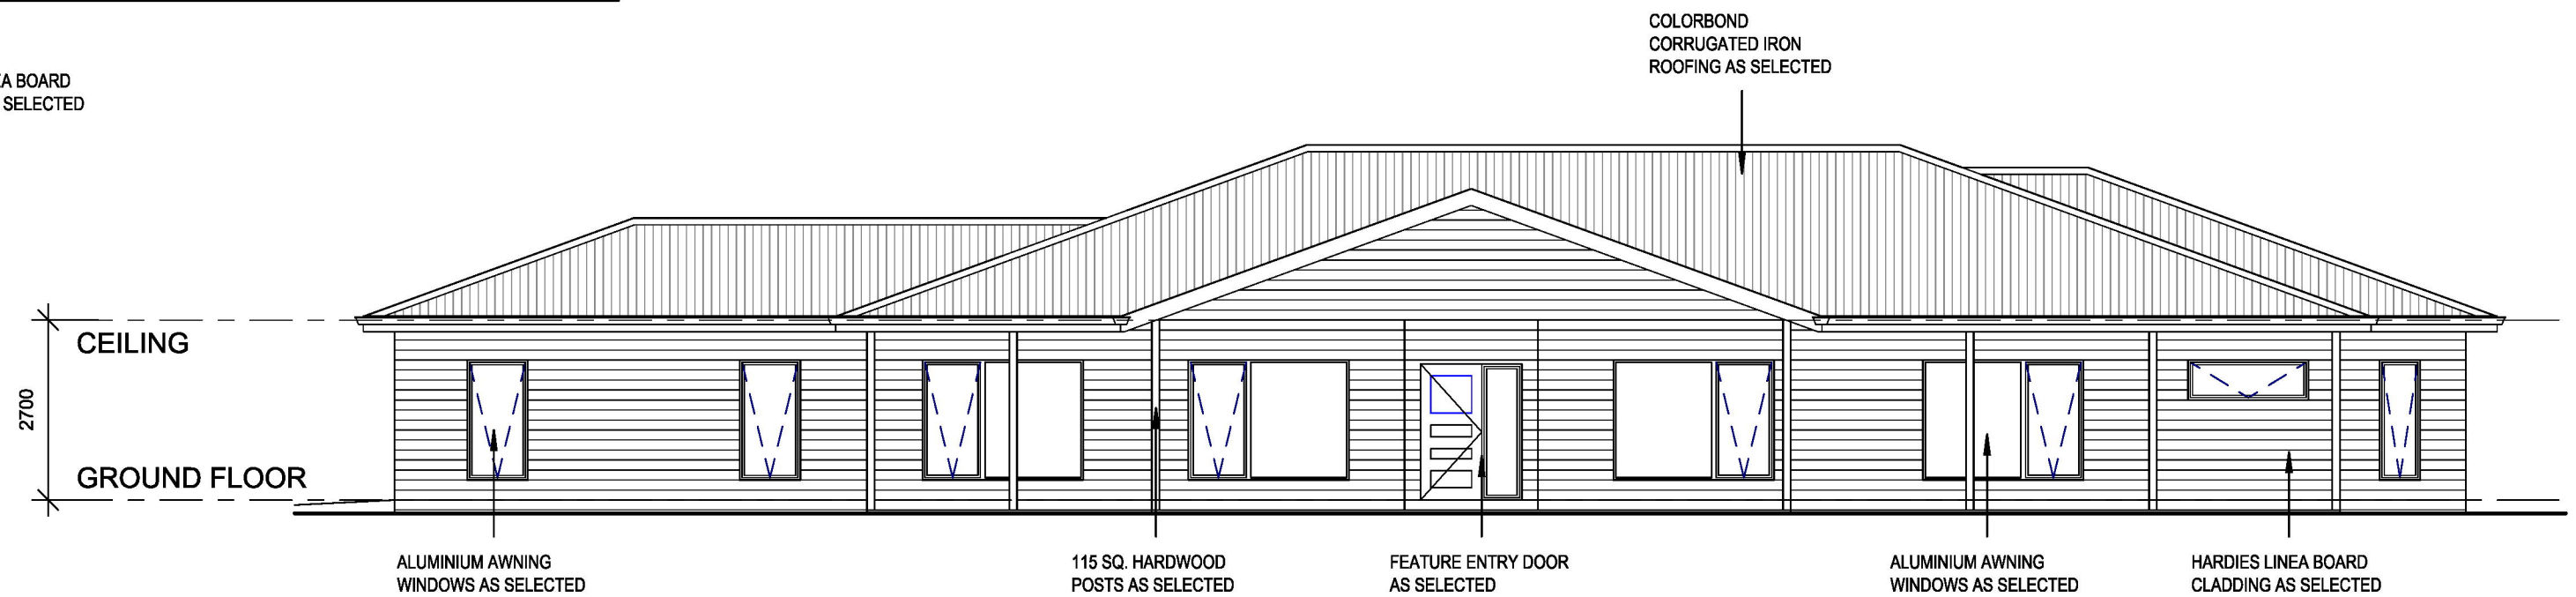 COLORBOND
CORRUGATED IRON
ROOFING AS SELECTED
BOARD
SELECTED
CEILING
2700
GROUND FLOOR
ALUMINIUM AWNING
WINDOWS AS SELECTED
115 SQ. HARDWOOD
POSTS AS SELECTED
FEATURE ENTRY DOOR
AS SELECTED
ALUMINIUM AWNING
WINDOWS AS SELECTED
HARDIES LINEA BOARD
CLADDING AS SELECTED